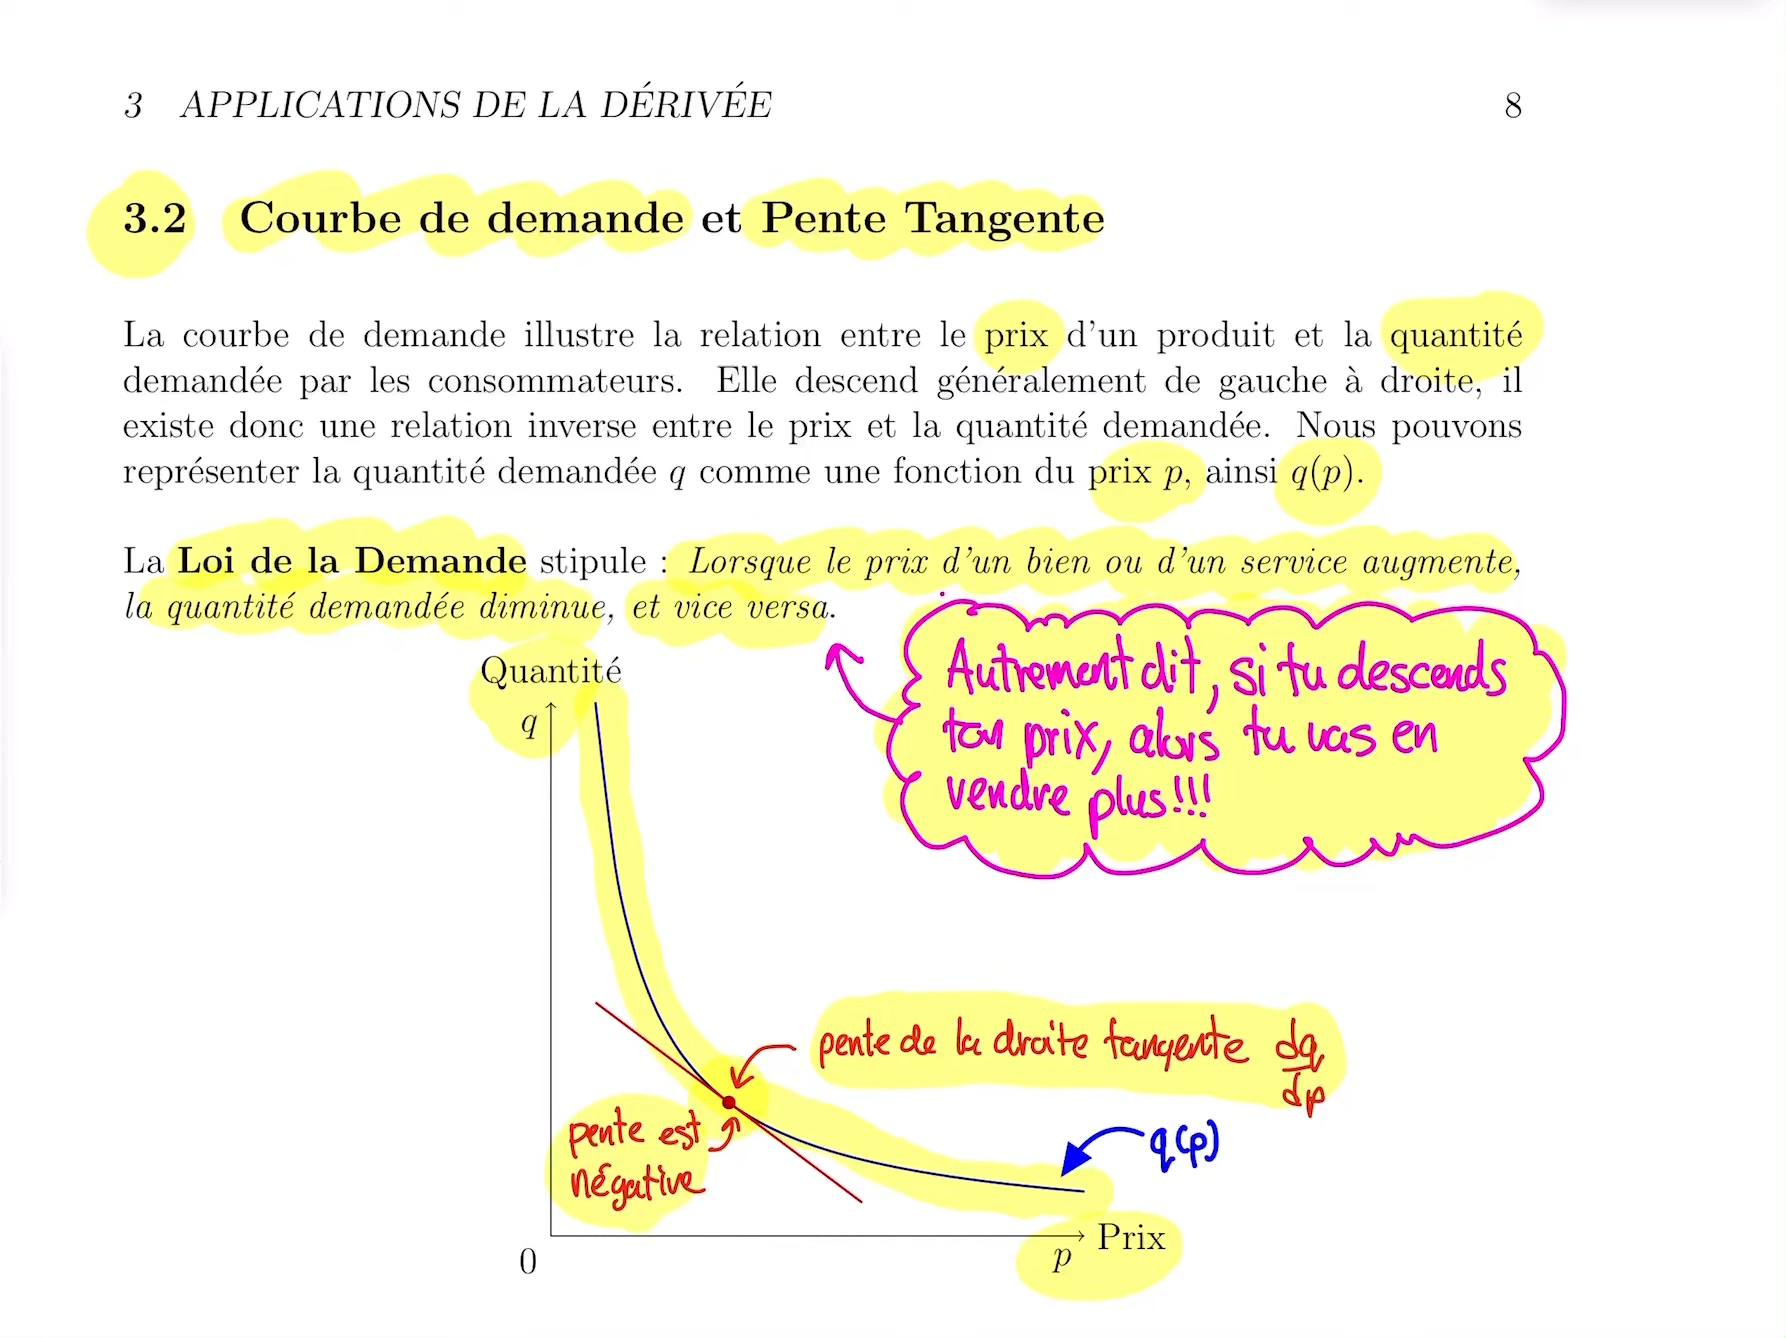 3 APPLICATIONS DE LA DÉRIVÉE 8
3.2 Courbe de demande et Pente Tangente
La courbe de demande illustre la relation entre le prix d'un produit et la quantité
demandée par les consommateurs. Elle descend généralement de gauche à droite, il
existe donc une relation inverse entre le prix et la quantité demandée. Nous pouvons
représenter la quantité demandée q comme une fonction du prix p, ainsi q(p).
La Loi de la Demande stipule : Lorsque le prix d'un bien ou d'un service augmente,
la quantité demandée diminue, et vice versa.
Autrement dit, si tu descends
ton prix, alors tu vas en
vendre plus!!!
Quantité
q
pente de la droite tangente dq
dp
pente est
négative
q(p)
Prix
p
0